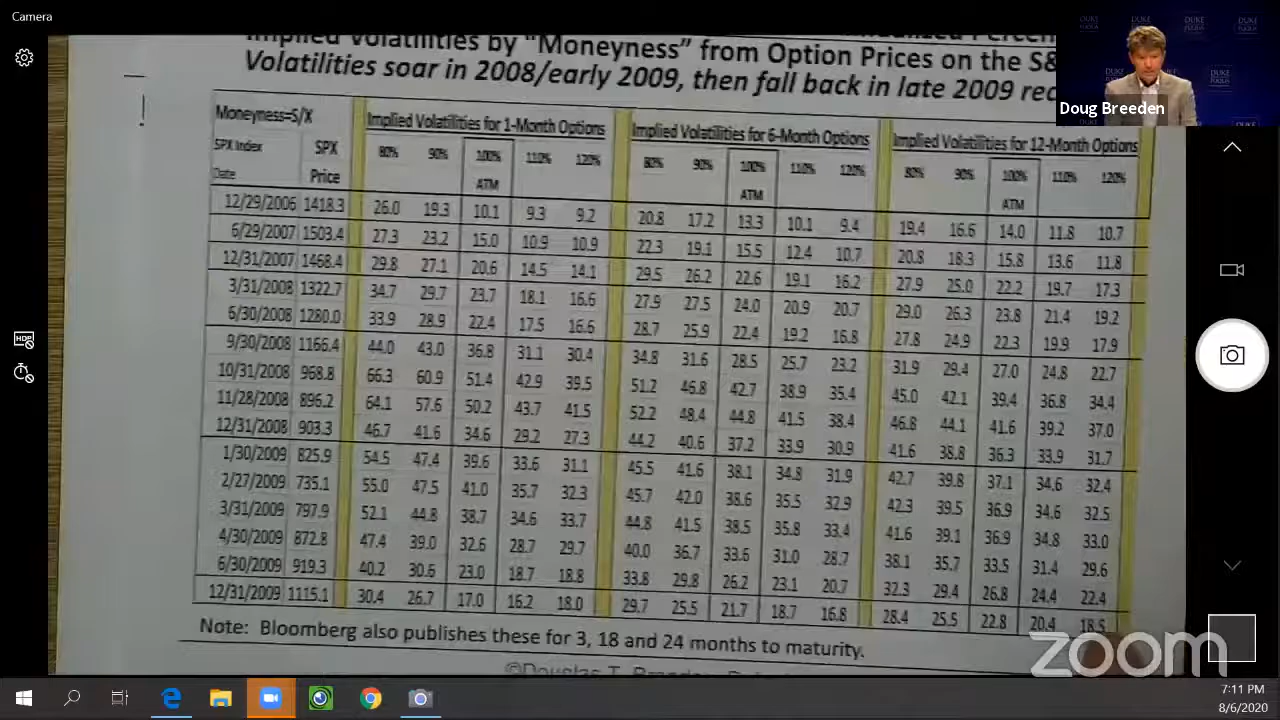 Camera
Implied Volatilities by "Moneyness" from Option Prices on the S&
Volatilities soar in 2008/early 2009, then fall back in late 2009 rec
Doug Breeden
Moneyness=S/X Implied Volatilities for 1-Month Options Implied Volatilities for 6-Month Options Implied Volatilities for 12-Month Options
SPX Index SPX 80% 90% 100% 110% 120% 80% 90% 100% 110% 120% 80% 90% 100% 110% 120%
Date Price ATM ATM ATM
12/29/2006 1418.3 26.0 19.3 10.1 9.3 9.2 20.8 17.2 13.3 10.1 9.4 19.4 16.6 14.0 11.8 10.7
6/29/2007 1503.4 27.3 23.2 15.0 10.9 10.9 22.3 19.1 15.5 12.4 10.7 20.8 18.3 15.8 13.6 11.8
12/31/2007 1468.4 29.8 27.1 20.6 14.5 14.1 29.5 26.2 22.6 19.1 16.2 27.9 25.0 22.2 19.7 17.3
3/31/2008 1322.7 34.7 29.7 23.7 18.1 16.6 27.9 27.5 24.0 20.9 20.7 29.0 26.3 23.8 21.4 19.2
6/30/2008 1280.0 33.9 28.9 22.4 17.5 16.6 28.7 25.9 22.4 19.2 16.8 27.8 24.9 22.3 19.9 17.9
9/30/2008 1166.4 44.0 43.0 36.8 31.1 30.4 34.8 31.6 28.5 25.7 23.2 31.9 29.4 27.0 24.8 22.7
10/31/2008 968.8 66.3 60.9 51.4 42.9 39.5 51.2 46.8 42.7 38.9 35.4 45.0 42.1 39.4 36.8 34.4
11/28/2008 896.2 64.1 57.6 50.2 43.7 41.5 52.2 48.4 44.8 41.5 38.4 46.8 44.1 41.6 39.2 37.0
12/31/2008 903.3 46.7 41.6 34.6 29.2 27.3 44.2 40.6 37.2 33.9 30.9 41.6 38.8 36.3 33.9 31.7
1/30/2009 825.9 54.5 47.4 39.6 33.6 31.1 45.5 41.6 38.1 34.8 31.9 42.7 39.8 37.1 34.6 32.4
2/27/2009 735.1 55.0 47.5 41.0 35.7 32.3 45.7 42.0 38.6 35.5 32.9 42.3 39.5 36.9 34.6 32.5
3/31/2009 797.9 52.1 44.8 38.7 34.6 33.7 44.8 41.5 38.5 35.8 33.4 41.6 39.1 36.9 34.8 33.0
4/30/2009 872.8 47.4 39.0 32.6 28.7 29.7 40.0 36.7 33.6 31.0 28.7 38.1 35.7 33.5 31.4 29.6
6/30/2009 919.3 40.2 30.6 23.0 18.7 18.8 33.8 29.8 26.2 23.1 20.7 32.3 29.4 26.8 24.4 22.4
12/31/2009 1115.1 30.4 26.7 17.0 16.2 18.0 29.7 25.5 21.7 18.7 16.8 28.4 25.5 22.8 20.4 18.5
Note: Bloomberg also publishes these for 3, 18 and 24 months to maturity.
©Douglas T.
zoom
7:11 PM
8/6/2020